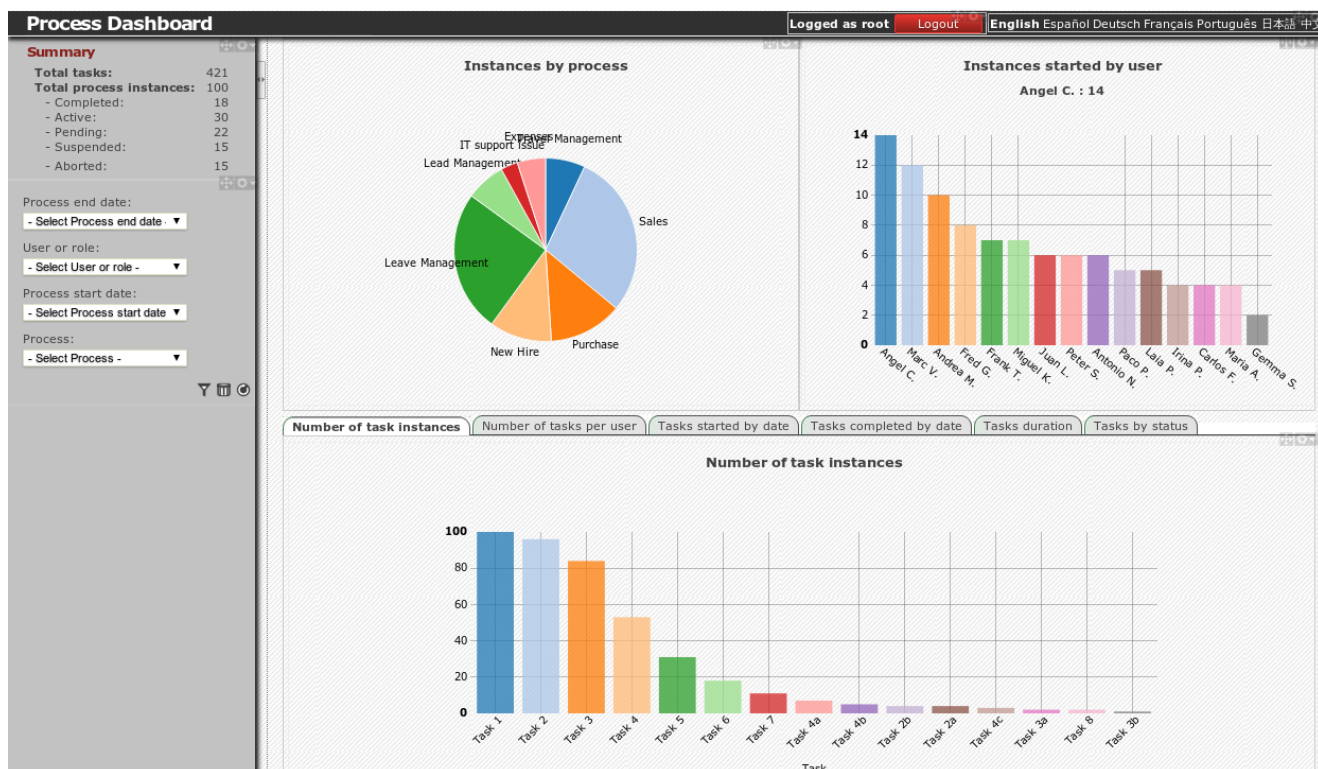 Process Dashboard
Logged as root Logout English Español Deutsch Français Português 日本語
Summary
Total tasks: 421
Total process instances: 100
- Completed: 18
- Active: 30
- Pending: 22
- Suspended: 15
- Aborted: 15
Process end date:
- Select Process end date
User or role:
- Select User or role -
Process start date:
- Select Process start date
Process:
- Select Process -
Instances by process
Expenses
Travel Management
IT support issue
Lead Management
Sales
Leave Management
New Hire
Purchase
Instances started by user
Angel C. : 14
14
12
10
8
6
4
2
0
Angel C.
Marc V.
Andrea M.
Fred G.
Frank T.
Miguel K.
Juan L.
Peter S.
Antonio N.
Paco P.
Laia P.
Irina P.
Carlos F.
Maria A.
Gemma S.
Number of task instances
Number of tasks per user
Tasks started by date
Tasks completed by date
Tasks duration
Tasks by status
Number of task instances
100
80
60
40
20
0
Task 1
Task 2
Task 3
Task 4
Task 5
Task 6
Task 7
Task 4a
Task 4b
Task 2b
Task 2a
Task 4c
Task 3a
Task 8
Task 3b
Task